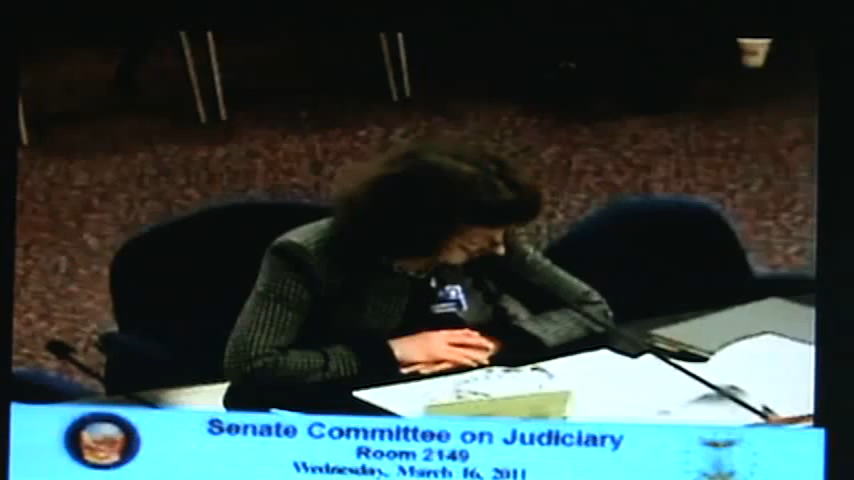 Senate Committee on Judiciary
Room 2149
Wednesday, March 16, 2011